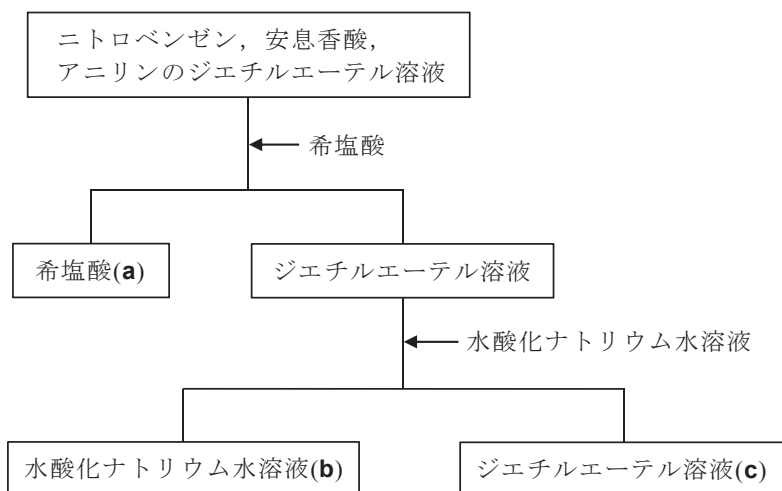 ニトロベンゼン，安息香酸，
アニリンのジエチルエーテル溶液
希塩酸
希塩酸(a)
ジエチルエーテル溶液
水酸化ナトリウム水溶液
水酸化ナトリウム水溶液(b)
ジエチルエーテル溶液(c)